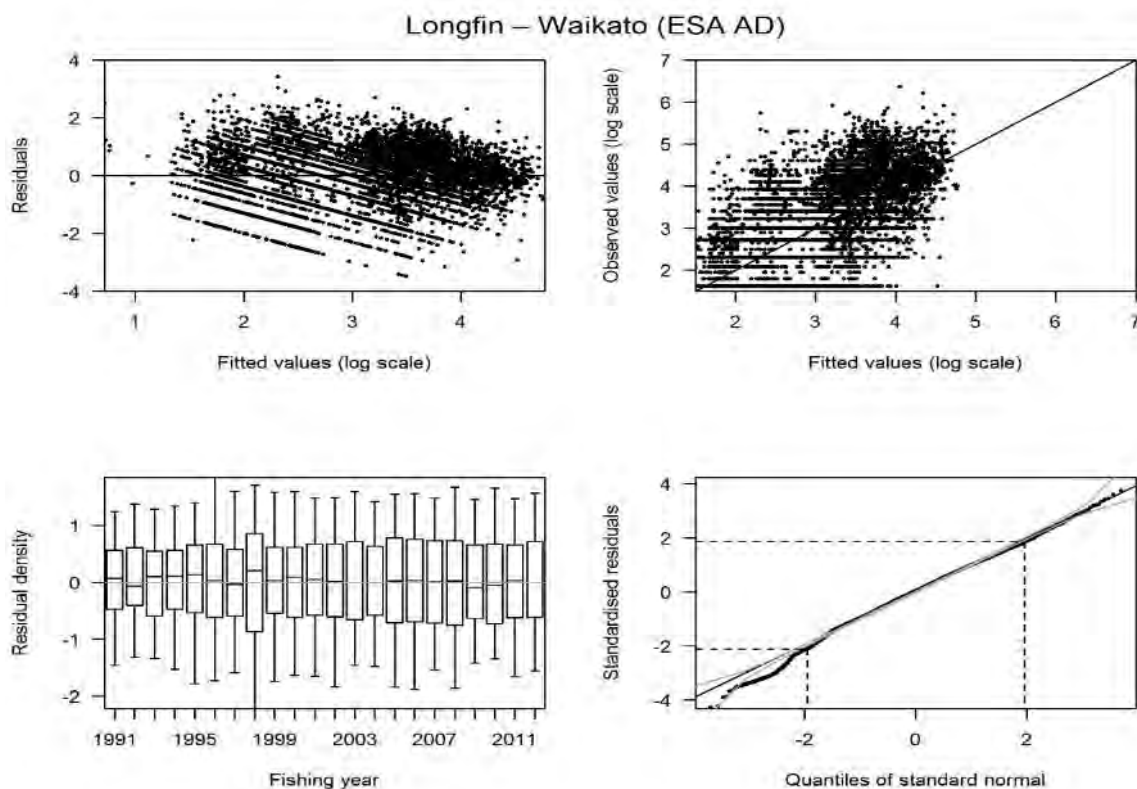 Longfin – Waikato (ESA AD)
4
2
0
-2
-4
Residuals
1 2 3 4
Fitted values (log scale)
7
6
5
4
3
2
Observed values (log scale)
2 3 4 5 6 7
Fitted values (log scale)
1
0
-1
-2
Residual density
1991 1995 1999 2003 2007 2011
Fishing year
4
2
0
-2
-4
Standardised residuals
-2 0 2
Quantiles of standard normal